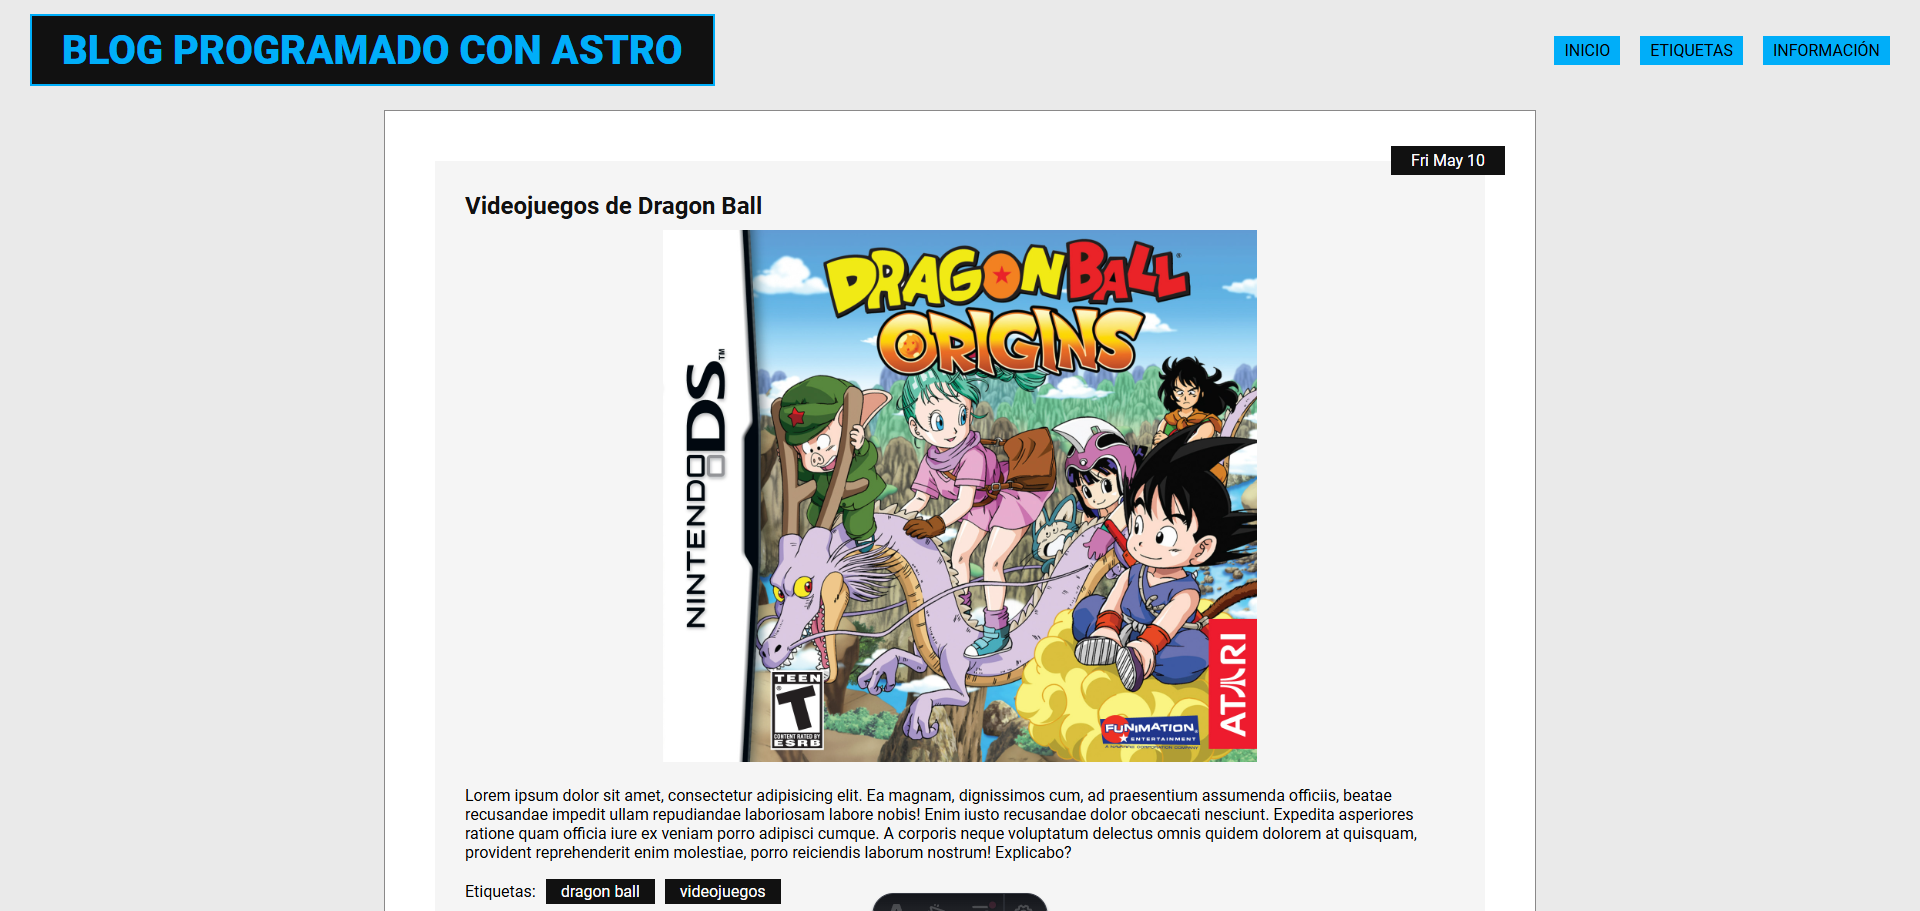 BLOG PROGRAMADO CON ASTRO
INICIO
ETIQUETAS
INFORMACIÓN
Fri May 10
Videojuegos de Dragon Ball
DRAGON BALL
ORIGINS
NINTENDODS™
TEEN
T
CONTENT RATED BY
ESRB
FUNIMATION
ENTERTAINMENT
ATARI
Lorem ipsum dolor sit amet, consectetur adipisicing elit. Ea magnam, dignissimos cum, ad praesentium assumenda officiis, beatae
recusandae impedit ullam repudiandae laboriosam labore nobis! Enim iusto recusandae dolor obcaecati nesciunt. Expedita asperiores
ratione quam officia iure ex veniam porro adipisci cumque. A corporis neque voluptatum delectus omnis quidem dolorem at quisquam,
provident reprehenderit enim molestiae, porro reiciendis laborum nostrum! Explicabo?
Etiquetas: dragon ball videojuegos